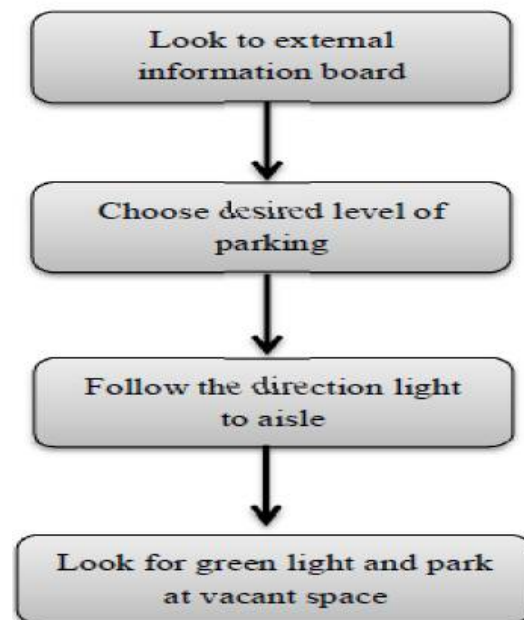 Look to external
information board
Choose desired level of
parking
Follow the direction light
to aisle
Look for green light and park
at vacant space